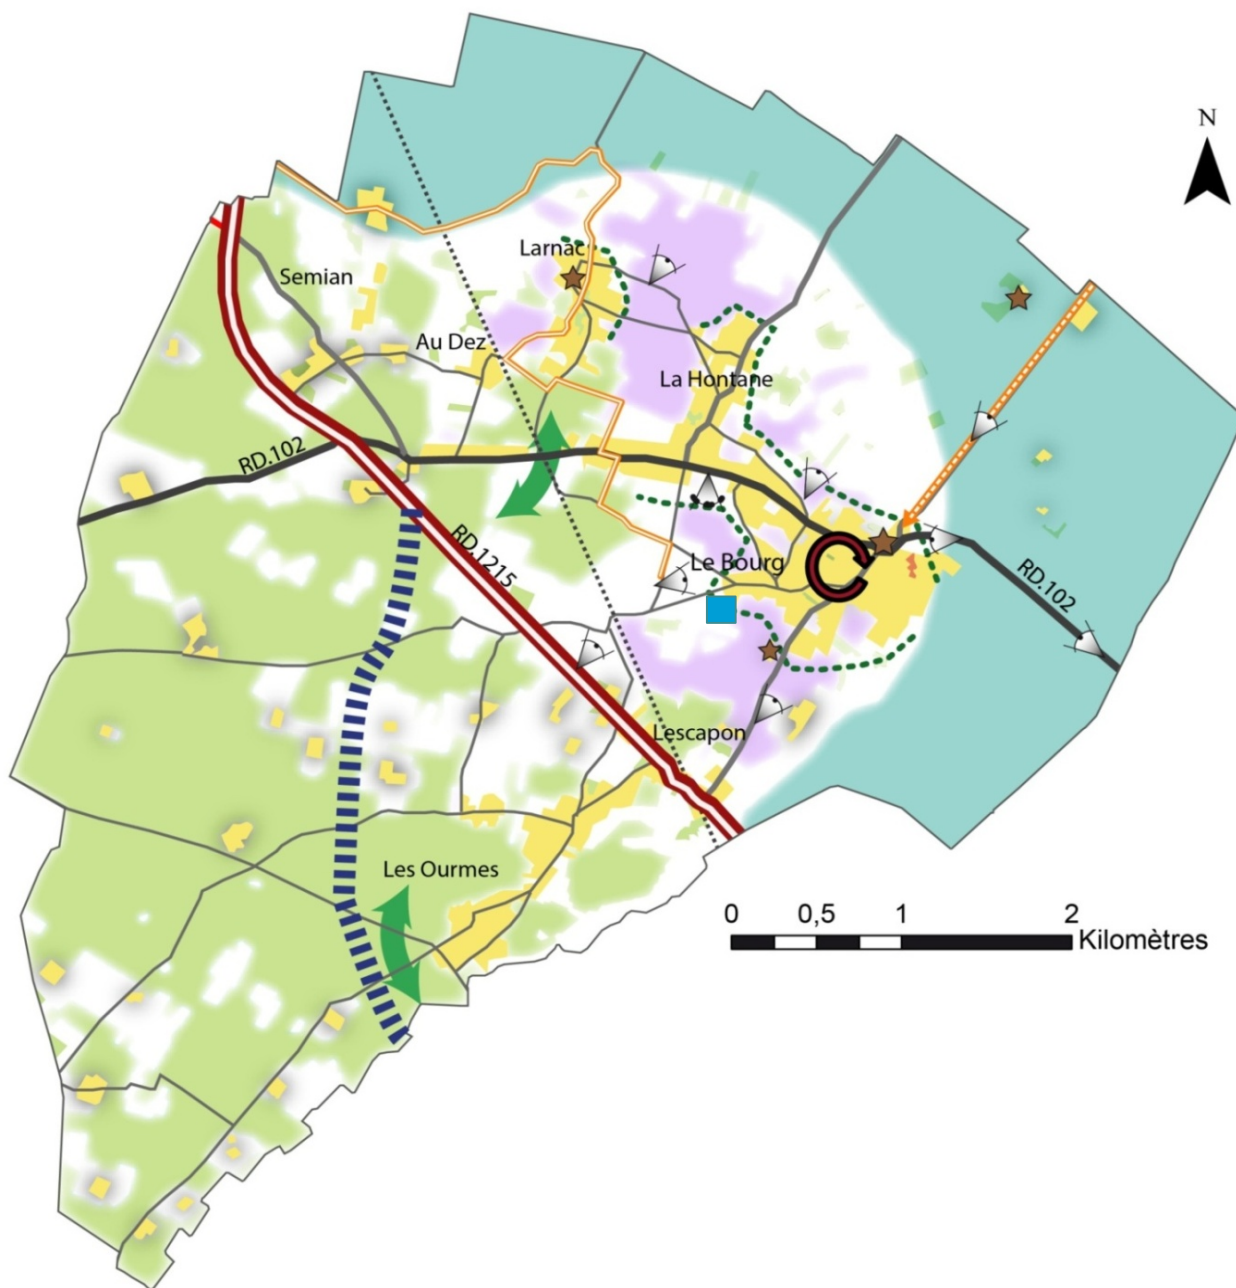 N
Larnac
Semian
Au Dez
La Hontane
RD.102
RD.1215
Le Bourg
RD.102
Lescapon
Les Ourmes
0 0,5 1 2
Kilomètres